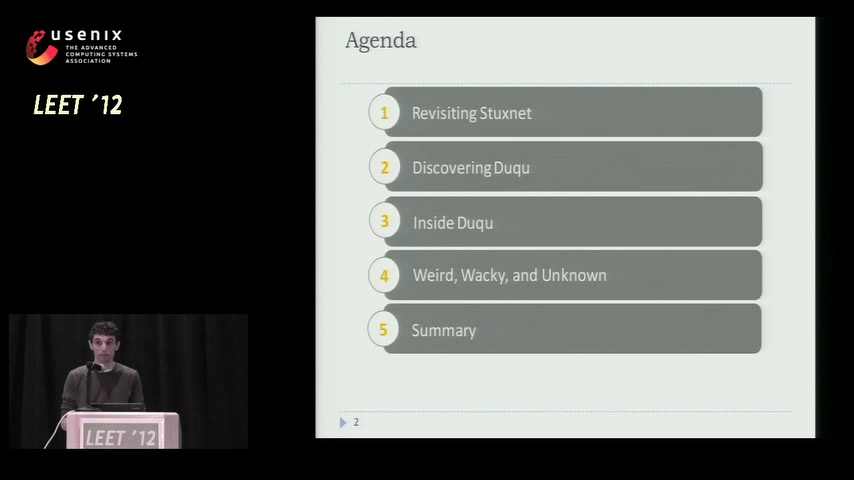 usenix
THE ADVANCED
COMPUTING SYSTEMS
ASSOCIATION
LEET ´12
Agenda
1 Revisiting Stuxnet
2 Discovering Duqu
3 Inside Duqu
4 Weird, Wacky, and Unknown
5 Summary
2
LEET ´12